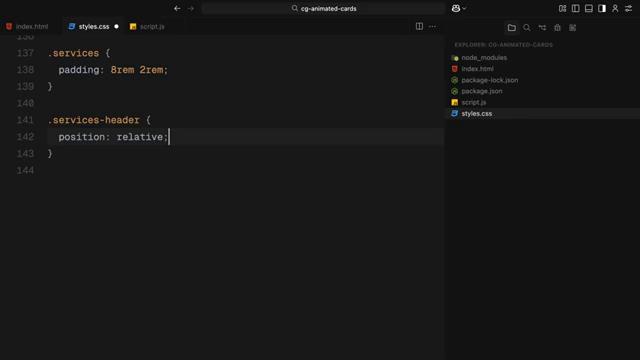 cg-animated-cards
index.html
styles.css
script.js
EXPLORER: CG-ANIMATED-CARDS
node_modules
index.html
package-lock.json
package.json
script.js
styles.css
136
137 .services {
138 padding: 8rem 2rem;
139 }
140
141 .services-header {
142 position: relative;
143 }
144